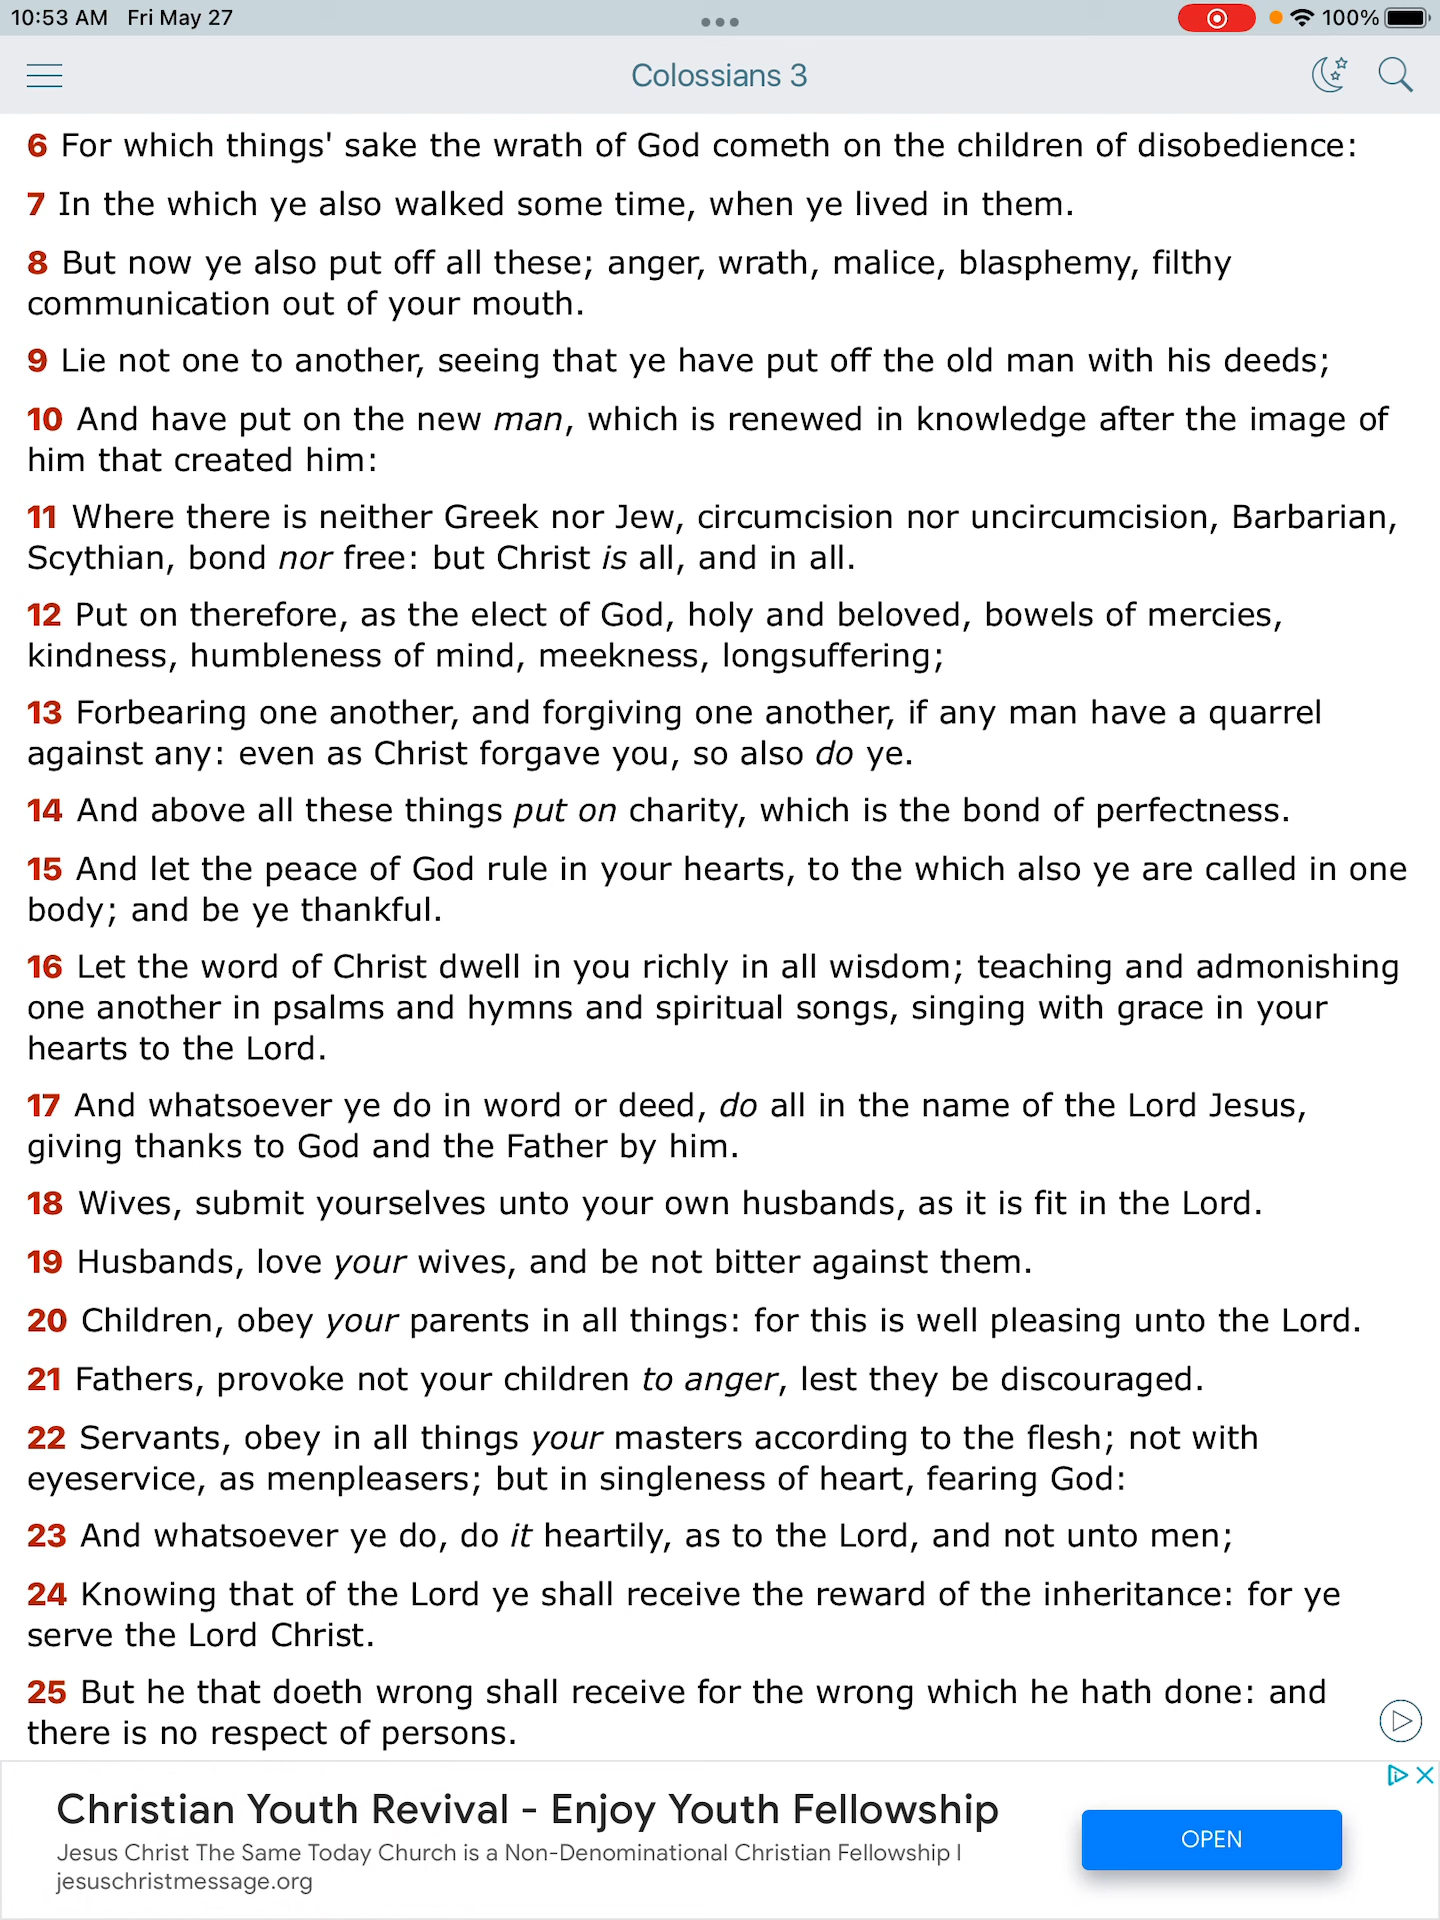 10:53 AM Fri May 27
100%
Colossians 3
6 For which things' sake the wrath of God cometh on the children of disobedience:
7 In the which ye also walked some time, when ye lived in them.
8 But now ye also put off all these; anger, wrath, malice, blasphemy, filthy
communication out of your mouth.
9 Lie not one to another, seeing that ye have put off the old man with his deeds;
10 And have put on the new man, which is renewed in knowledge after the image of
him that created him:
11 Where there is neither Greek nor Jew, circumcision nor uncircumcision, Barbarian,
Scythian, bond nor free: but Christ is all, and in all.
12 Put on therefore, as the elect of God, holy and beloved, bowels of mercies,
kindness, humbleness of mind, meekness, longsuffering;
13 Forbearing one another, and forgiving one another, if any man have a quarrel
against any: even as Christ forgave you, so also do ye.
14 And above all these things put on charity, which is the bond of perfectness.
15 And let the peace of God rule in your hearts, to the which also ye are called in one
body; and be ye thankful.
16 Let the word of Christ dwell in you richly in all wisdom; teaching and admonishing
one another in psalms and hymns and spiritual songs, singing with grace in your
hearts to the Lord.
17 And whatsoever ye do in word or deed, do all in the name of the Lord Jesus,
giving thanks to God and the Father by him.
18 Wives, submit yourselves unto your own husbands, as it is fit in the Lord.
19 Husbands, love your wives, and be not bitter against them.
20 Children, obey your parents in all things: for this is well pleasing unto the Lord.
21 Fathers, provoke not your children to anger, lest they be discouraged.
22 Servants, obey in all things your masters according to the flesh; not with
eyeservice, as menpleasers; but in singleness of heart, fearing God:
23 And whatsoever ye do, do it heartily, as to the Lord, and not unto men;
24 Knowing that of the Lord ye shall receive the reward of the inheritance: for ye
serve the Lord Christ.
25 But he that doeth wrong shall receive for the wrong which he hath done: and
there is no respect of persons.
Christian Youth Revival - Enjoy Youth Fellowship
Jesus Christ The Same Today Church is a Non-Denominational Christian Fellowship |
jesuschristmessage.org
OPEN